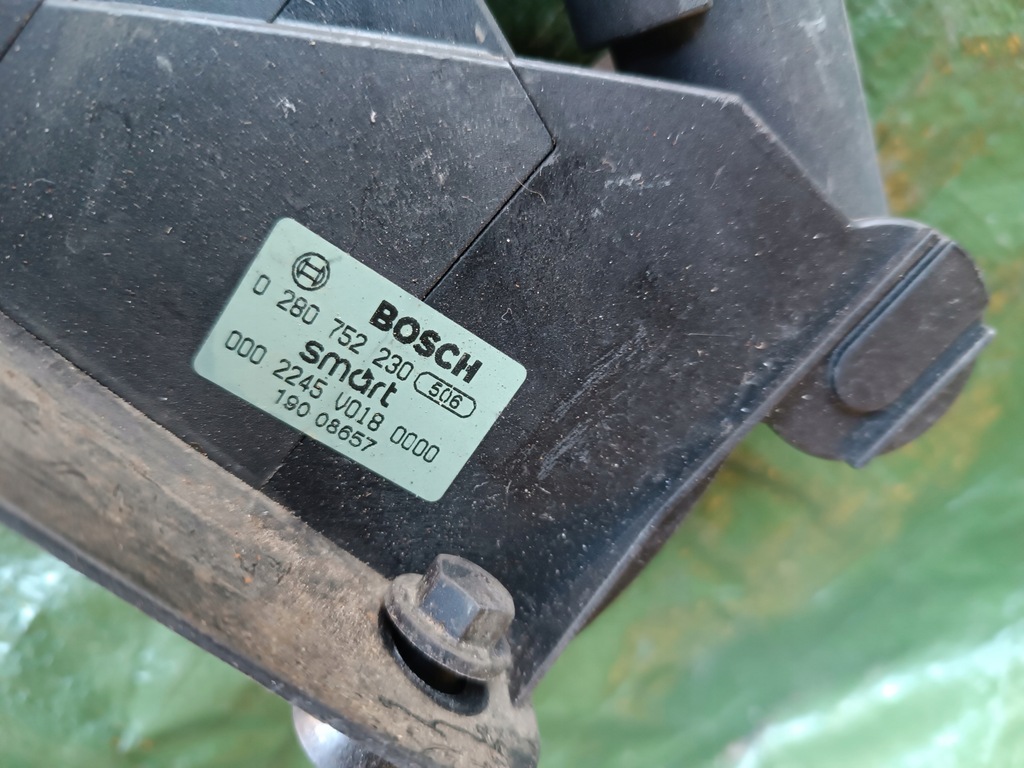 BOSCH
0 280 752 230 506
smart
000 2245 V018 0000
190 08657